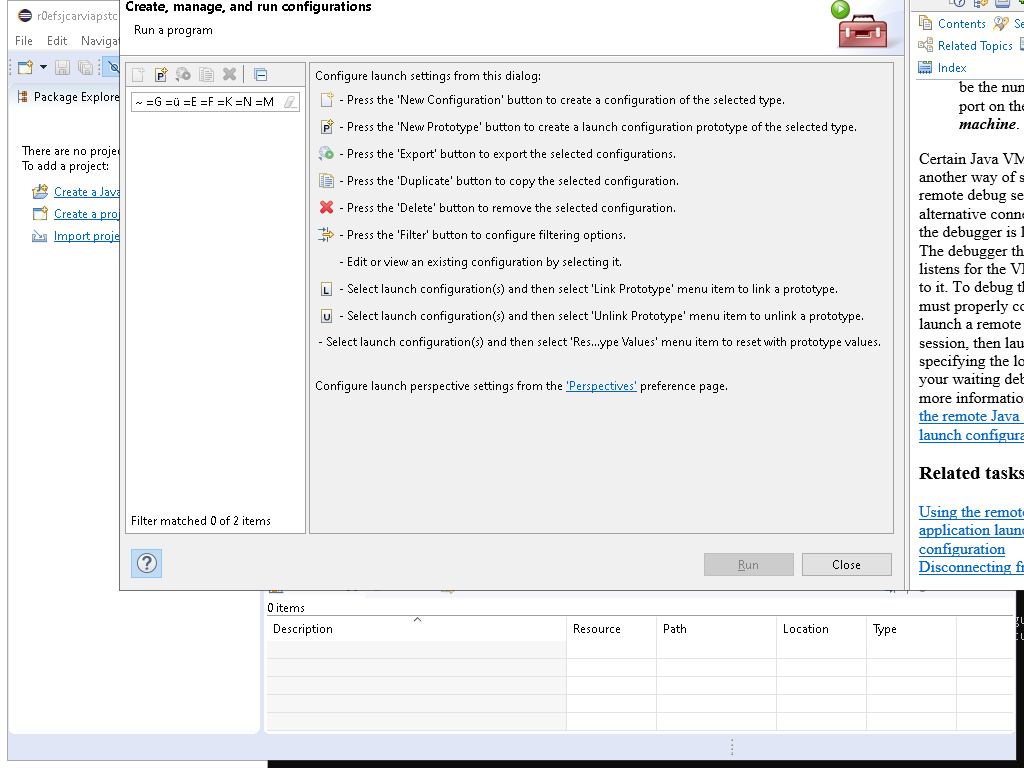 r0efsjcarviapstc
File Edit Naviga
Package Explore
There are no proje
To add a project:
Create a Java
Create a proj
Import proje
Create, manage, and run configurations
Run a program
~ =G =ü =E =F =K =N =M
Filter matched 0 of 2 items
Configure launch settings from this dialog:
- Press the 'New Configuration' button to create a configuration of the selected type.
- Press the 'New Prototype' button to create a launch configuration prototype of the selected type.
- Press the 'Export' button to export the selected configurations.
- Press the 'Duplicate' button to copy the selected configuration.
- Press the 'Delete' button to remove the selected configuration.
- Press the 'Filter' button to configure filtering options.
- Edit or view an existing configuration by selecting it.
L - Select launch configuration(s) and then select 'Link Prototype' menu item to link a prototype.
U - Select launch configuration(s) and then select 'Unlink Prototype' menu item to unlink a prototype.
- Select launch configuration(s) and then select 'Res...ype Values' menu item to reset with prototype values.
Configure launch perspective settings from the 'Perspectives' preference page.
Run Close
Contents Se
Related Topics
Index
be the num
port on the
machine.
Certain Java VM
another way of s
remote debug se
alternative conne
the debugger is l
The debugger th
listens for the VM
to it. To debug th
must properly co
launch a remote
session, then lau
specifying the lo
your waiting deb
more information
the remote Java
launch configura
Related tasks
Using the remote
application launc
configuration
Disconnecting fr
0 items
Description Resource Path Location Type